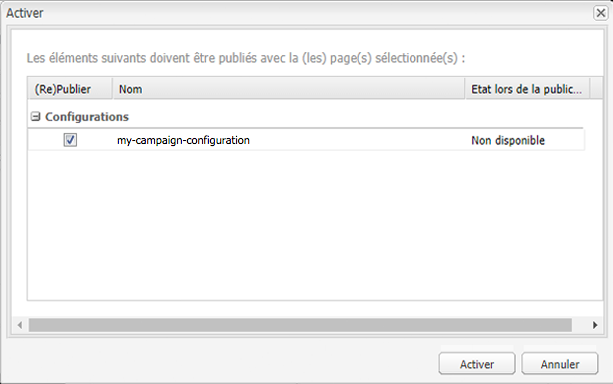 Activer
Les éléments suivants doivent être publiés avec la (les) page(s) sélectionnée(s) :
(Re)Publier Nom Etat lors de la public...
Configurations
my-campaign-configuration Non disponible
Activer Annuler